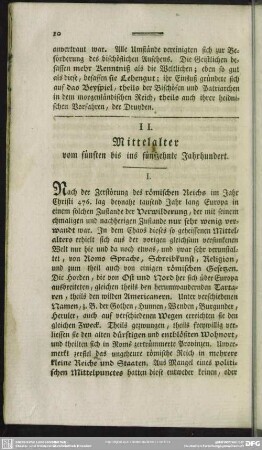 10
anvertraut war. Alle Umstände vereinigten sich zur Be-
förderung des bischöflichen Ansehens. Die Geistlichen be-
sassen mehr Kenntniß als die Weltlichen; eben so gut
als diese, besassen sie Lehengut; ihr Einfluß gründete sich
auf das Beyspiel, theils der Bischöfen und Patriarchen
in dem morgenländischen Reich, theils auch ihrer heidni-
schen Vorfahren, der Druiden.
II.
Mittelalter
vom fünften bis ins fünfzehnte Jahrhundert.
I.
Nach der Zerstörung des römischen Reichs im Jahr
Christi 476. lag beynahe tausend Jahr lang Europa in
einem solchen Zustande der Verwilderung, der mit seinem
ehmaligen und nachherigen Zustande nur sehr wenig ver-
wandt war. In dem Chaos dieses so geheissenen Mittel-
alters erhielt sich aus der vorigen gleichsam versunkenen
Welt nur hie und da noch etwas, und zwar sehr verunstal-
tet, von Roms Sprache, Schreibkunst, Religion,
und zum theil auch von einigen römischen Gesetzen.
Die Horden, die von Ost und Nord her sich über Europa
ausbreiteten, gleichen theils den herumwandernden Tarta-
ren, theils den wilden Americanern. Unter verschiedenen
Namen, z. B. der Gothen, Hunnen, Wenden, Burgunder,
Heruler, auch auf verschiedenen Wegen erreichten sie den
gleichen Zweck. Theils gezwungen, theils freywillig ver-
liessen sie den alten dürftigen und entblößten Wohnort,
und theilten sich in Roms zertrümmerte Provinzen. Unver-
merkt zerfiel das ungeheure römische Reich in mehrere
kleine Reiche und Staaten. Aus Mangel eines politi-
schen Mittelpunctes hatten diese entweder keinen, oder